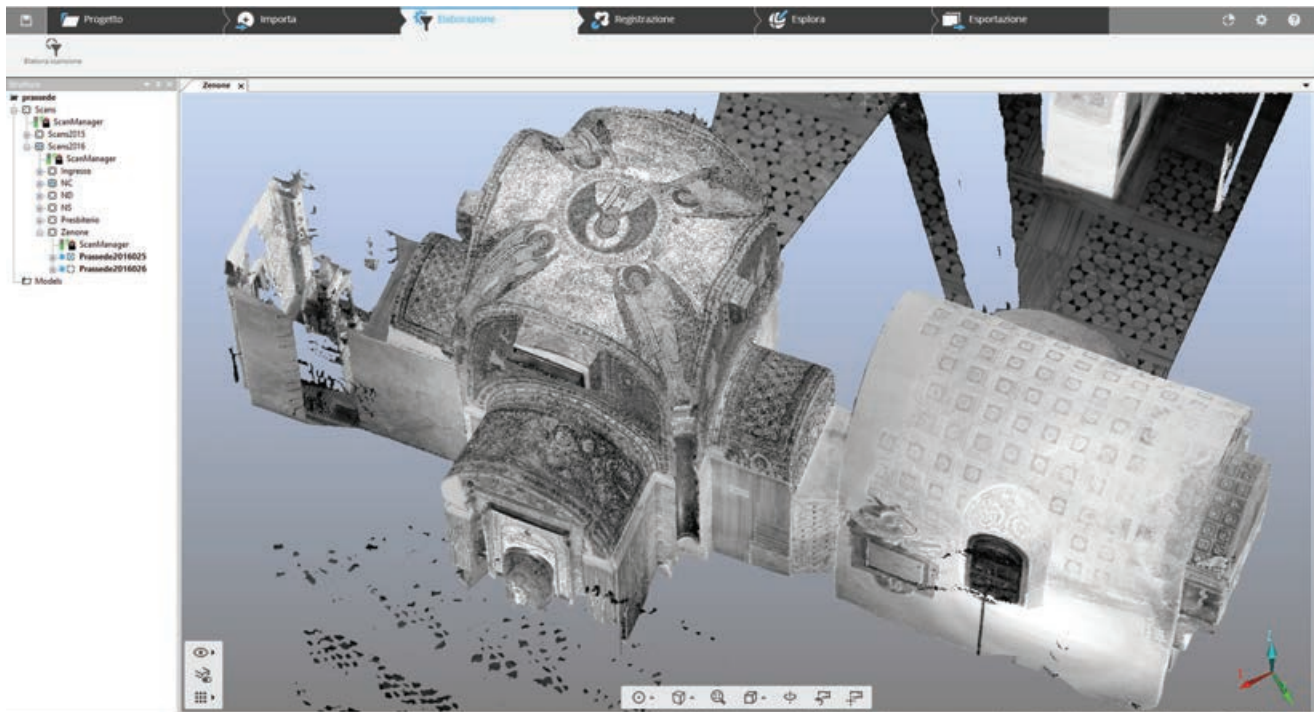 Progetto
Importa
Elaborazione
Registrazione
Esplora
Esportazione
Elabora scansione
Struttura
Zenone
prassede
Scans
ScanManager
Scans2015
Scans2016
ScanManager
Ingresso
NC
ND
NS
Presbiterio
Zenone
ScanManager
Prassede2016025
Prassede2016026
Models